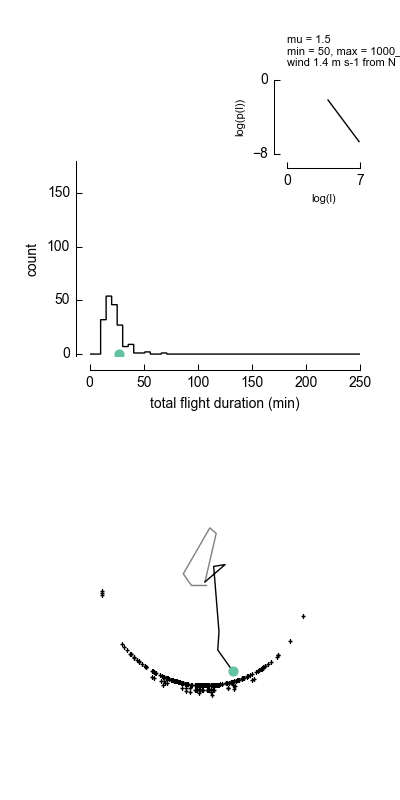 mu = 1.5
min = 50, max = 1000_
wind 1.4 m s-1 from N
log(p(l))
0
−8
0
7
log(l)
count
150
100
50
0
0
50
100
150
200
250
total flight duration (min)